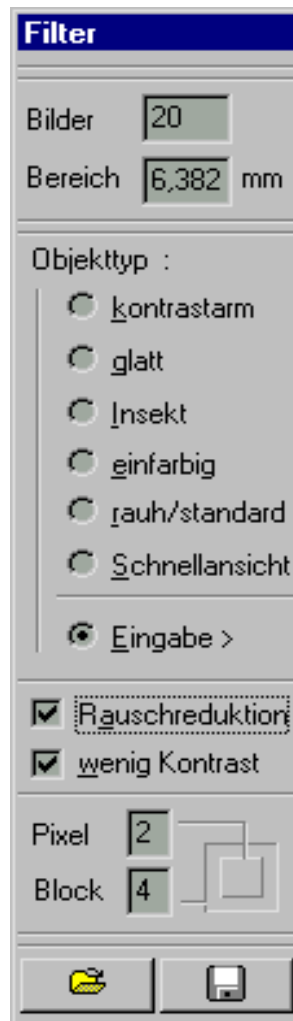 Filter
Bilder 20
Bereich 6,382 mm
Objekttyp :
kontrastarm
glatt
Insekt
einfarbig
rauh/standard
Schnellansicht
Eingabe >
Rauschreduktion
wenig Kontrast
Pixel 2
Block 4